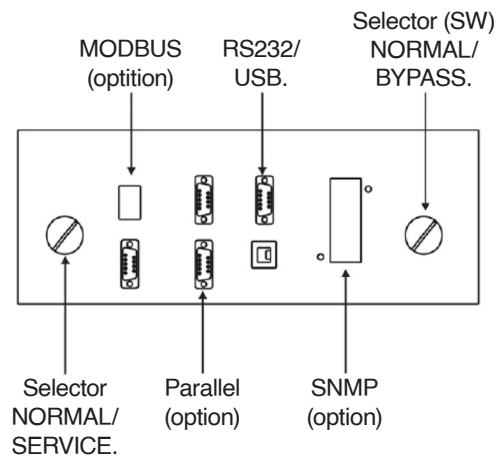 Selector (SW)
NORMAL/
BYPASS.
MODBUS
(optition)
RS232/
USB.
Selector
NORMAL/
SERVICE.
Parallel
(option)
SNMP
(option)